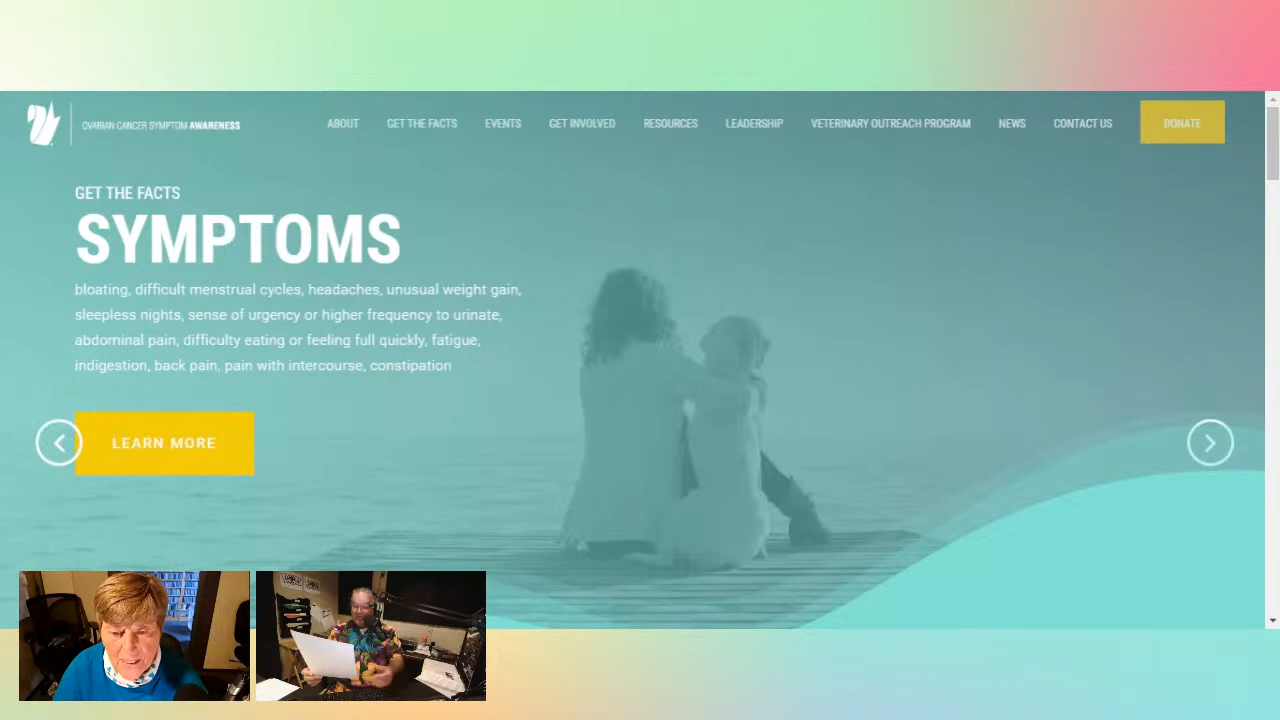 OVARIAN CANCER SYMPTOM AWARENESS
ABOUT
GET THE FACTS
EVENTS
GET INVOLVED
RESOURCES
LEADERSHIP
VETERINARY OUTREACH PROGRAM
NEWS
CONTACT US
DONATE
GET THE FACTS
SYMPTOMS
bloating, difficult menstrual cycles, headaches, unusual weight gain,
sleepless nights, sense of urgency or higher frequency to urinate,
abdominal pain, difficulty eating or feeling full quickly, fatigue,
indigestion, back pain, pain with intercourse, constipation
LEARN MORE